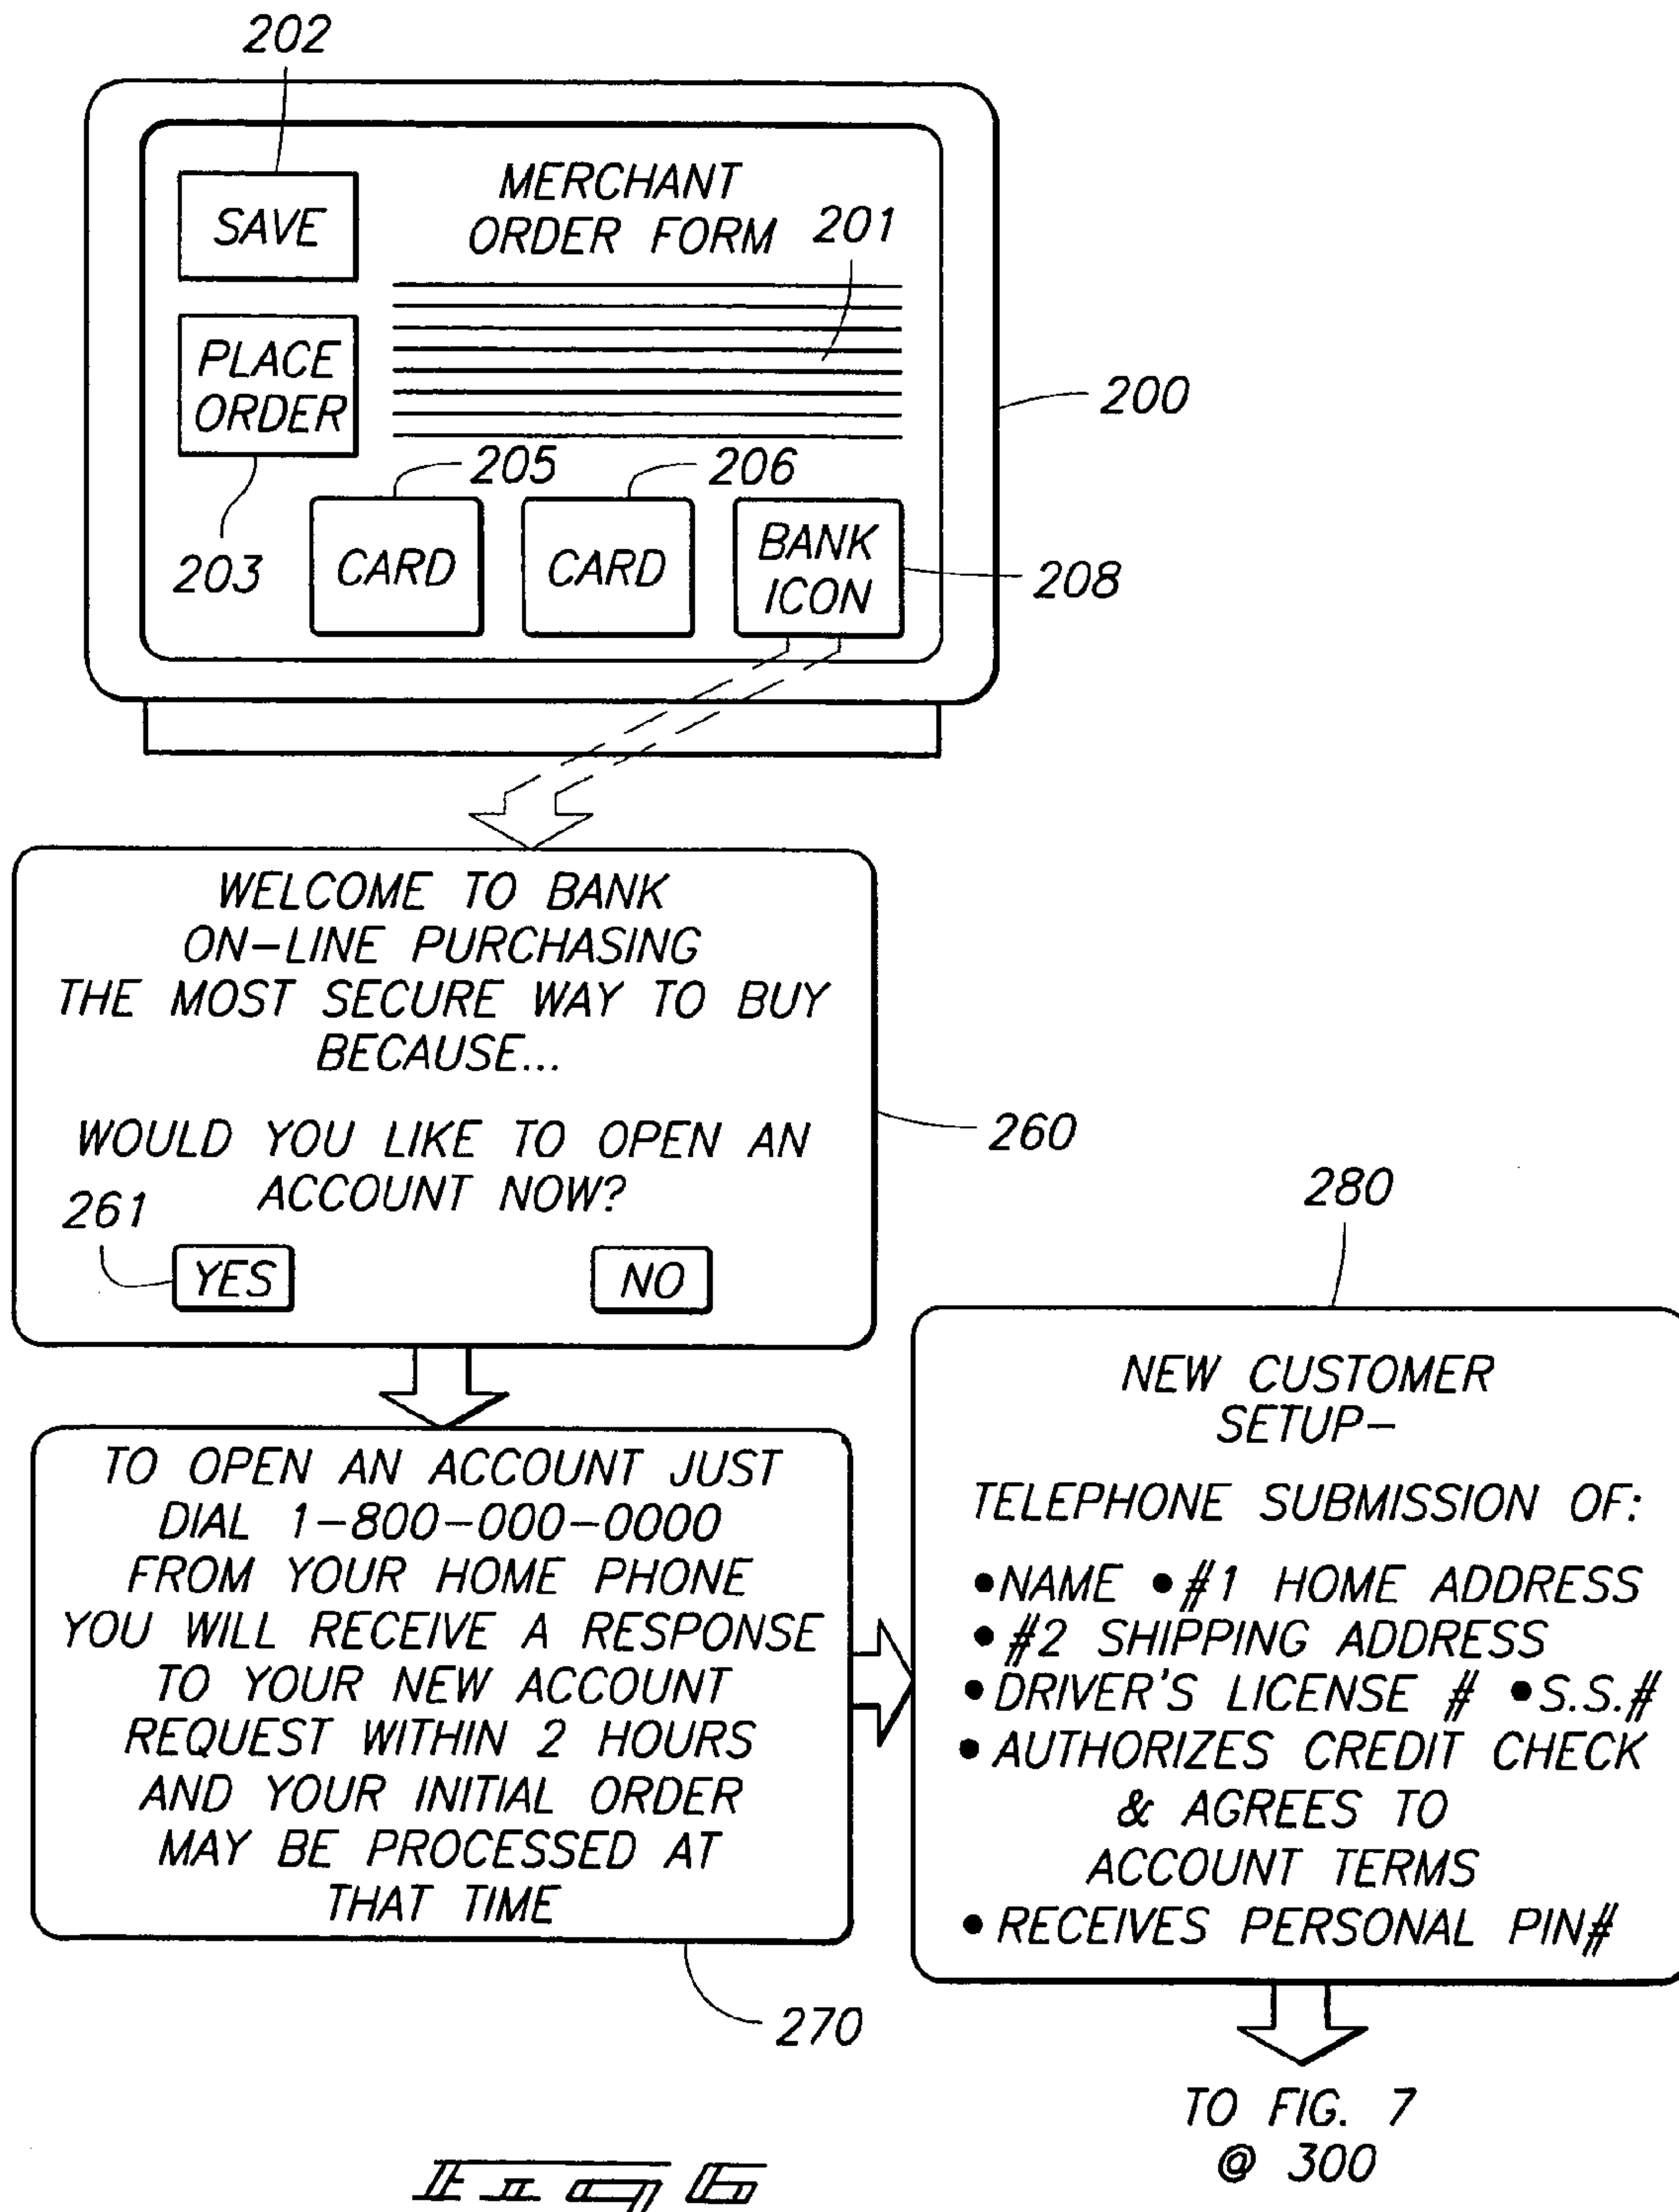 202
SAVE
MERCHANT
ORDER FORM
201
PLACE
ORDER
200
205
206
203
CARD
CARD
BANK
ICON
208
WELCOME TO BANK
ON-LINE PURCHASING
THE MOST SECURE WAY TO BUY
BECAUSE...
WOULD YOU LIKE TO OPEN AN
ACCOUNT NOW?
260
261
YES
NO
TO OPEN AN ACCOUNT JUST
DIAL 1-800-000-0000
FROM YOUR HOME PHONE
YOU WILL RECEIVE A RESPONSE
TO YOUR NEW ACCOUNT
REQUEST WITHIN 2 HOURS
AND YOUR INITIAL ORDER
MAY BE PROCESSED AT
THAT TIME
270
280
NEW CUSTOMER
SETUP-
TELEPHONE SUBMISSION OF:
•NAME •#1 HOME ADDRESS
• #2 SHIPPING ADDRESS
• DRIVER'S LICENSE # •S.S.#
• AUTHORIZES CREDIT CHECK
& AGREES TO
ACCOUNT TERMS
• RECEIVES PERSONAL PIN#
TO FIG. 7
@ 300
Fig 6